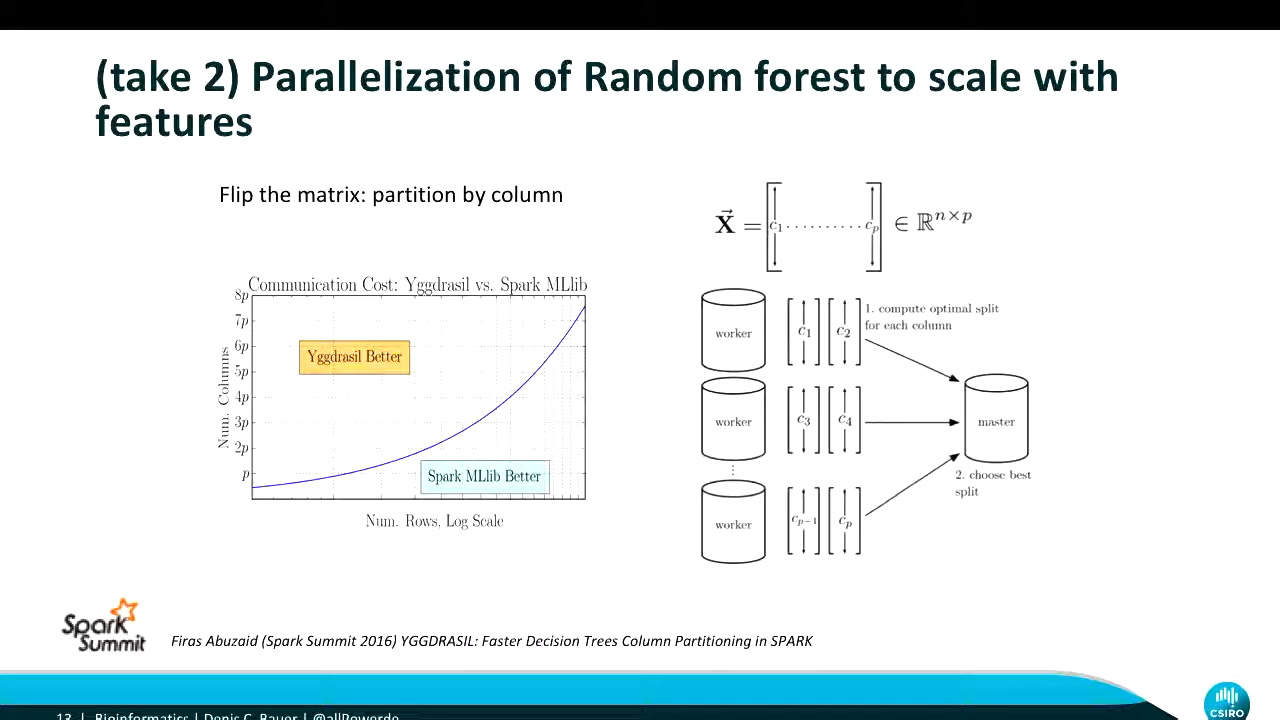 (take 2) Parallelization of Random forest to scale with
features
Flip the matrix: partition by column
Communication Cost: Yggdrasil vs. Spark MLlib
8p
7p
6p
5p
4p
3p
2p
p
Num. Columns
Yggdrasil Better
Spark MLlib Better
Num. Rows, Log Scale
X⃗ = [c₁ .......... cₚ] ∈ ℝⁿˣᵖ
worker
c₁
c₂
1. compute optimal split
for each column
worker
c₃
c₄
master
⋮
worker
cₚ₋₁
cₚ
2. choose best
split
Spark
Summit
Firas Abuzaid (Spark Summit 2016) YGGDRASIL: Faster Decision Trees Column Partitioning in SPARK
13 | Bioinformatics | Denis C. Bauer | @allPowerde
CSIRO